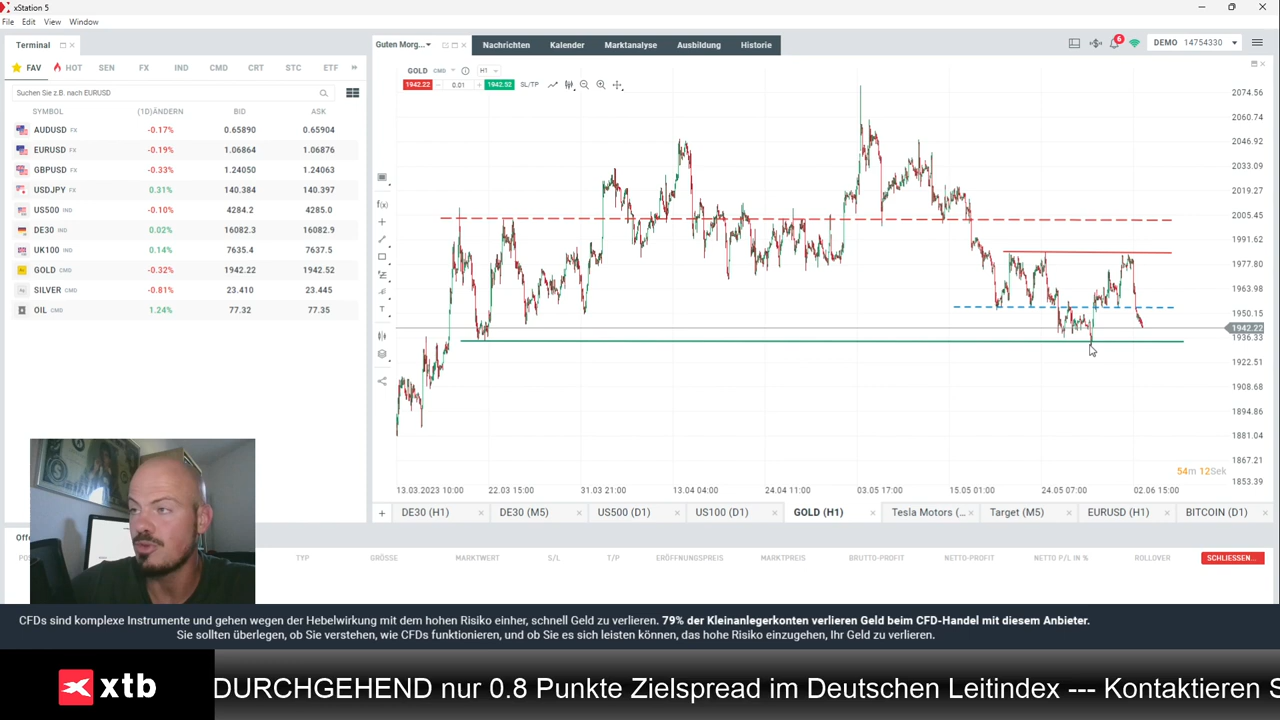 xStation 5
File Edit View Window
Terminal
Guten Morg...
Nachrichten Kalender Marktanalyse Ausbildung Historie
6
DEMO 14754330
FAV HOT SEN FX IND CMD CRT STC ETF
GOLD CMD H1
1942.22 0.01 1942.52 SL/TP
Suchen Sie z.B. nach EURUSD
SYMBOL (1D)ÄNDERN BID ASK
AUDUSD FX -0.17% 0.65890 0.65904
EURUSD FX -0.19% 1.06864 1.06876
GBPUSD FX -0.33% 1.24050 1.24063
USDJPY FX 0.31% 140.384 140.397
US500 IND -0.10% 4284.2 4285.0
DE30 IND 0.02% 16082.3 16082.9
UK100 IND 0.14% 7635.4 7637.5
GOLD CMD -0.32% 1942.22 1942.52
SILVER CMD -0.81% 23.410 23.445
OIL CMD 1.24% 77.32 77.35
f(x)
T
2074.56
2060.74
2046.92
2033.09
2019.27
2005.45
1991.62
1977.80
1963.98
1950.15
1942.22
1936.33
1922.51
1908.68
1894.86
1881.04
1867.21
1853.39
54m 12Sek
13.03.2023 10:00 22.03 15:00 31.03 21:00 13.04 04:00 24.04 11:00 03.05 17:00 15.05 01:00 24.05 07:00 02.06 15:00
DE30 (H1) DE30 (M5) US500 (D1) US100 (D1) GOLD (H1) Tesla Motors (... Target (M5) EURUSD (H1) BITCOIN (D1)
TYP GRÖSSE MARKTWERT S/L T/P ERÖFFNUNGSPREIS MARKTPREIS BRUTTO-PROFIT NETTO-PROFIT NETTO P/L IN % ROLLOVER SCHLIESSEN...
CFDs sind komplexe Instrumente und gehen wegen der Hebelwirkung mit dem hohen Risiko einher, schnell Geld zu verlieren. 79% der Kleinanlegerkonten verlieren Geld beim CFD-Handel mit diesem Anbieter.
Sie sollten überlegen, ob Sie verstehen, wie CFDs funktionieren, und ob Sie es sich leisten können, das hohe Risiko einzugehen, Ihr Geld zu verlieren.
xtb
DURCHGEHEND nur 0.8 Punkte Zielspread im Deutschen Leitindex --- Kontaktieren S